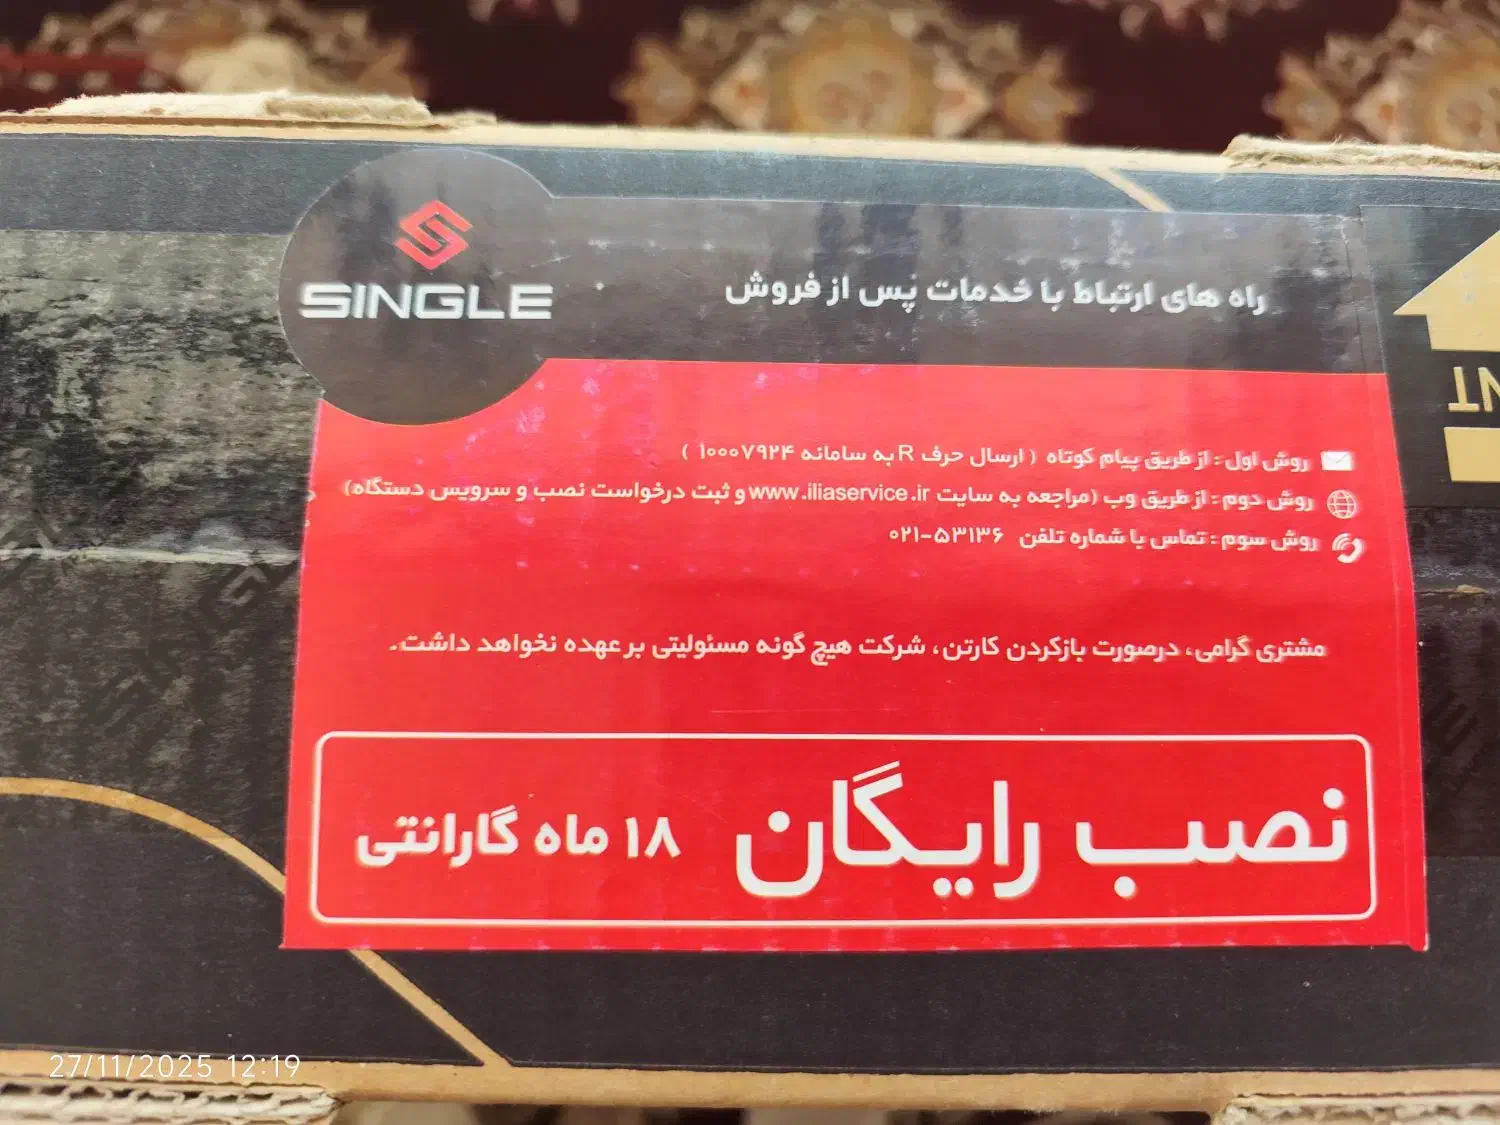 SINGLE
راه های ارتباط با خدمات پس از فروش
روش اول : از طریق پیام کوتاه ( ارسال حرف R به سامانه ۱۰۰۰۷۹۲۴ )
روش دوم : از طریق وب (مراجعه به سایت www.iliaservice.ir و ثبت درخواست نصب و سرویس دستگاه)
روش سوم : تماس با شماره تلفن ۵۳۱۳۶-۰۲۱
مشتری گرامی، درصورت بازکردن کارتن، شرکت هیچ گونه مسئولیتی بر عهده نخواهد داشت.
نصب رایگان ۱۸ ماه گارانتی
27/11/2025 12:19